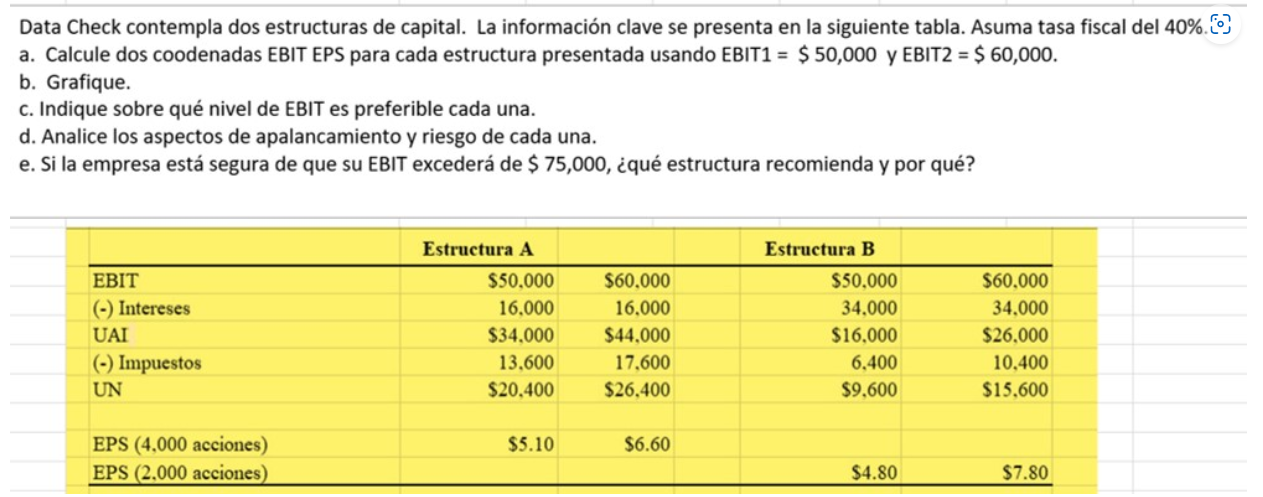 Data Check contempla dos estructuras de capital. La información clave se presenta en la siguiente tabla. Asuma tasa fiscal del 40%.
a. Calcule dos coodenadas EBIT EPS para cada estructura presentada usando EBIT1 = $ 50,000 y EBIT2 = $ 60,000.
b. Grafique.
c. Indique sobre qué nivel de EBIT es preferible cada una.
d. Analice los aspectos de apalancamiento y riesgo de cada una.
e. Si la empresa está segura de que su EBIT excederá de $ 75,000, ¿qué estructura recomienda y por qué?
Estructura A Estructura B
EBIT $50,000 $60,000 $50,000 $60,000
(-) Intereses 16,000 16,000 34,000 34,000
UAI $34,000 $44,000 $16,000 $26,000
(-) Impuestos 13,600 17,600 6,400 10,400
UN $20,400 $26,400 $9,600 $15,600
EPS (4,000 acciones) $5.10 $6.60
EPS (2,000 acciones) $4.80 $7.80